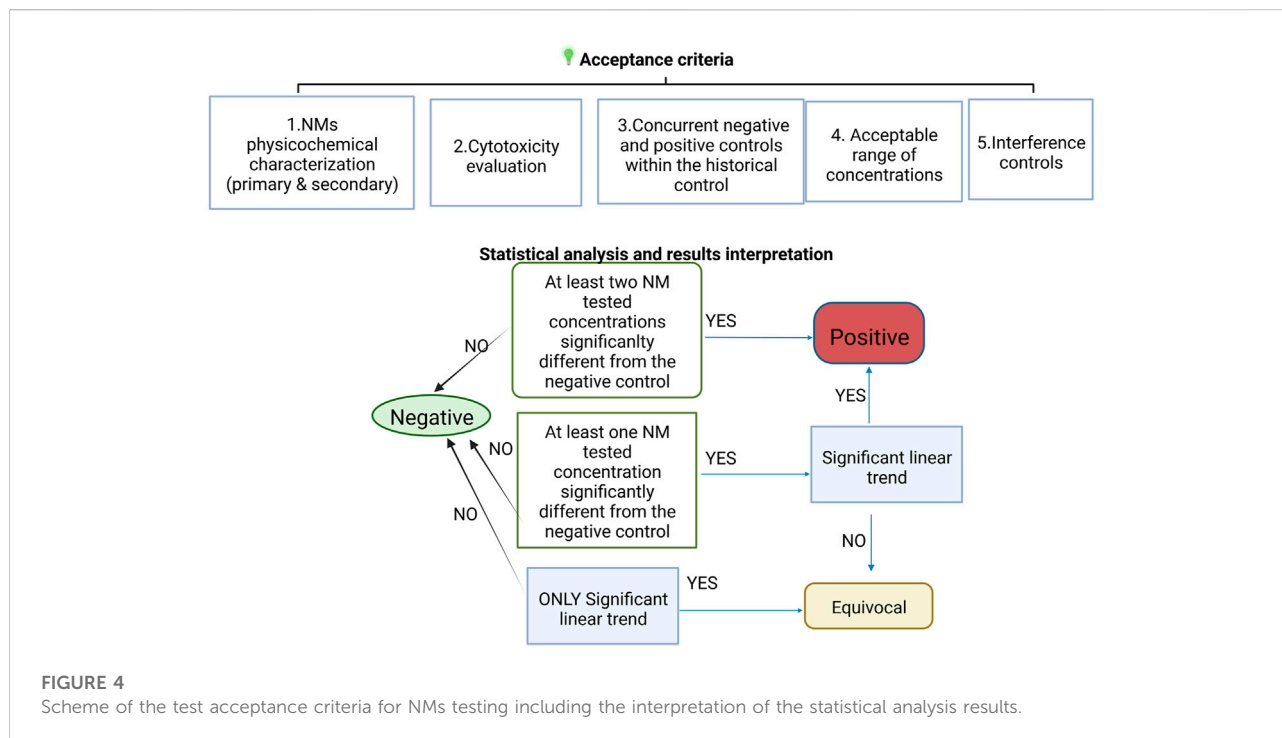 Acceptance criteria
1.NMs
physicochemical
characterization
(primary & secondary)
2.Cytotoxicity
evaluation
3.Concurrent negative
and positive controls
within the historical
control
4. Acceptable
range of
concentrations
5.Interference
controls
Statistical analysis and results interpretation
At least two NM
tested
concentrations
significanlty
different from the
negative control
YES
Positive
NO
Negative
YES
At least one NM
tested
concentration
significantly
different from the
negative control
NO
YES
Significant linear
trend
NO
NO
ONLY Significant
linear trend
YES
Equivocal
FIGURE 4
Scheme of the test acceptance criteria for NMs testing including the interpretation of the statistical analysis results.